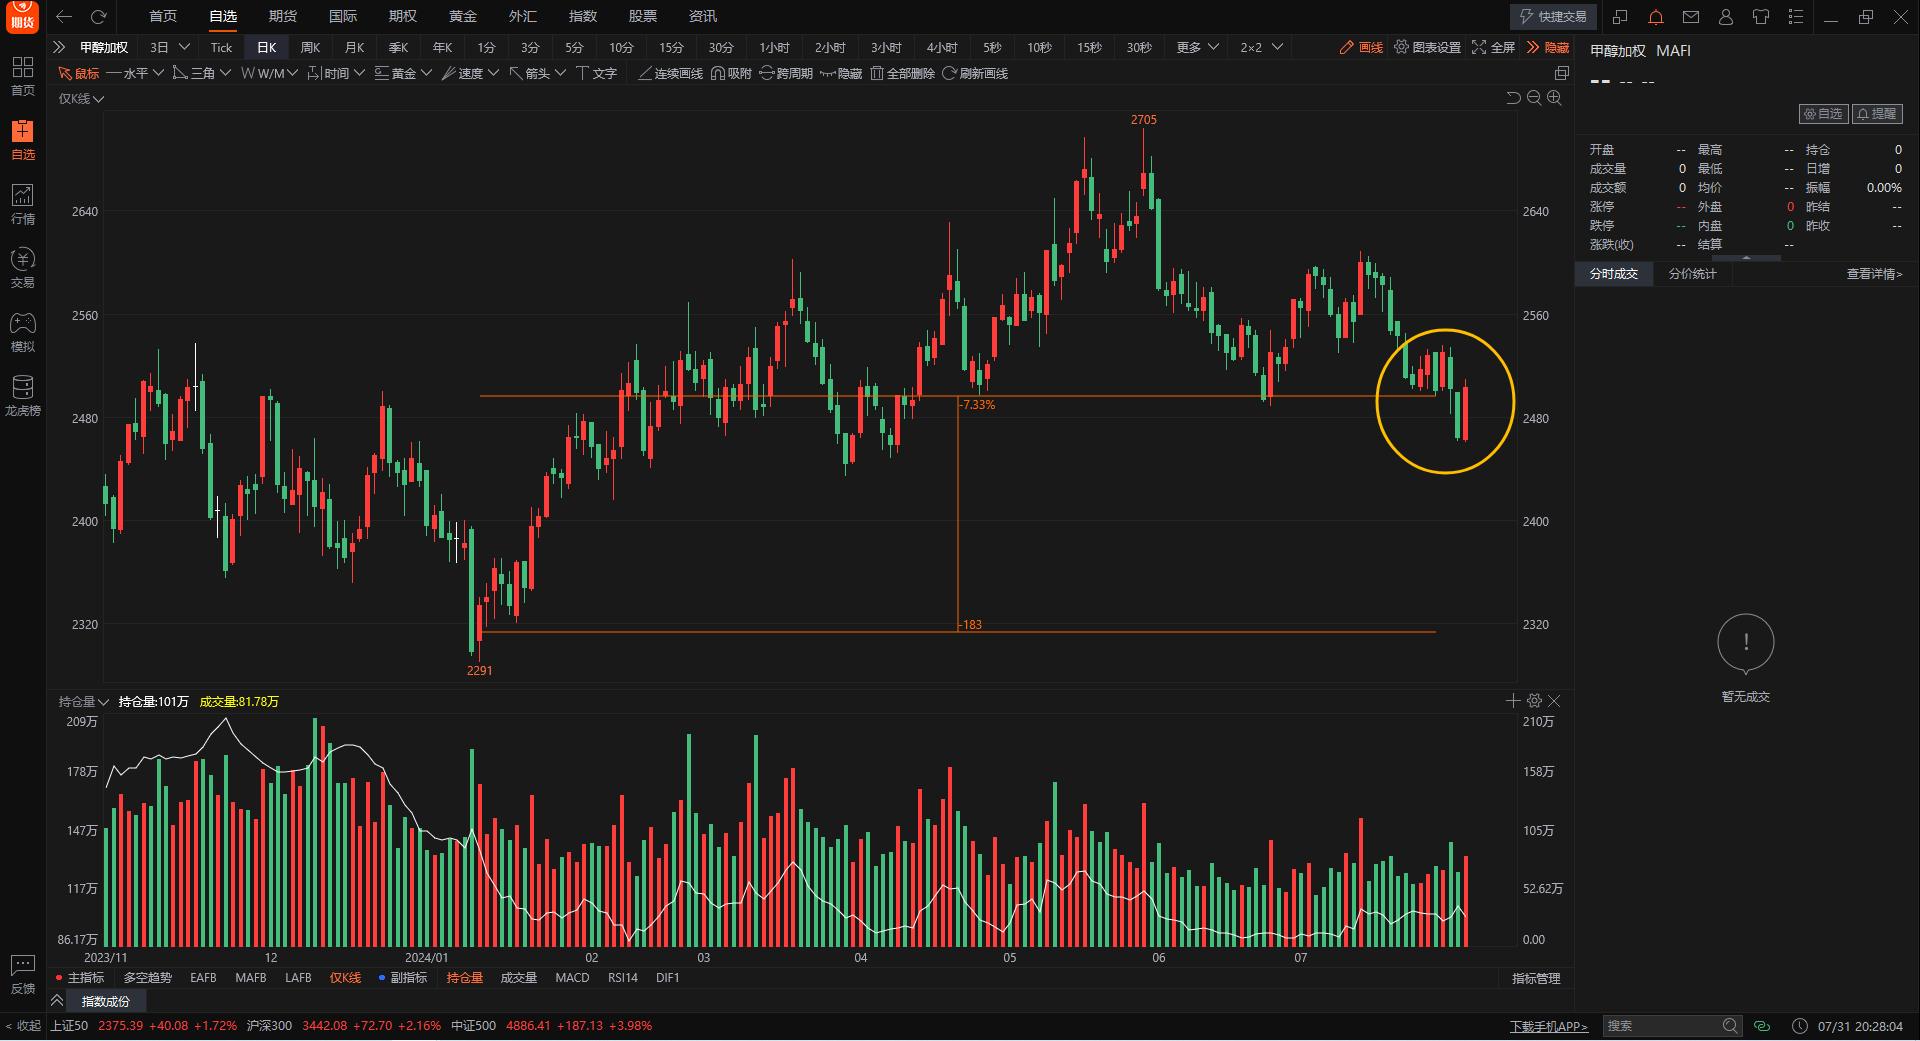 期货
首页 自选 期货 国际 期权 黄金 外汇 指数 股票 资讯 快捷交易
甲醇加权 3日 Tick 日K 周K 月K 季K 年K 1分 3分 5分 10分 15分 30分 1小时 2小时 3小时 4小时 5秒 10秒 15秒 30秒 更多 2×2 画线 图表设置 全屏 隐藏
鼠标 水平 三角 W/M 时间 黄金 速度 箭头 文字 连续画线 吸附 跨周期 隐藏 全部删除 刷新画线
仅K线
首页
自选
行情
交易
模拟
龙虎榜
反馈
2705
2640 2640
2560 2560
-7.33%
2480 2480
2400 2400
2320 -183 2320
2291
持仓量 持仓量:101万 成交量:81.78万
209万 210万
178万 158万
147万 105万
117万 52.62万
86.17万 0.00
2023/11 12 2024/01 02 03 04 05 06 07
主指标 多空趋势 EAFB MAFB LAFB 仅K线 副指标 持仓量 成交量 MACD RSI14 DIF1 指标管理
指数成份
甲醇加权 MAFI
-- -- --
自选 提醒
开盘 -- 最高 -- 持仓 0
成交量 0 最低 -- 日增 0
成交额 0 均价 -- 振幅 0.00%
涨停 -- 外盘 0 昨结 --
跌停 -- 内盘 0 昨收 --
涨跌(收) -- 结算 --
分时成交 分价统计 查看详情>
!
暂无成交
< 收起 上证50 2375.39 +40.08 +1.72% 沪深300 3442.08 +72.70 +2.16% 中证500 4886.41 +187.13 +3.98% 下载手机APP> 搜索 07/31 20:28:04